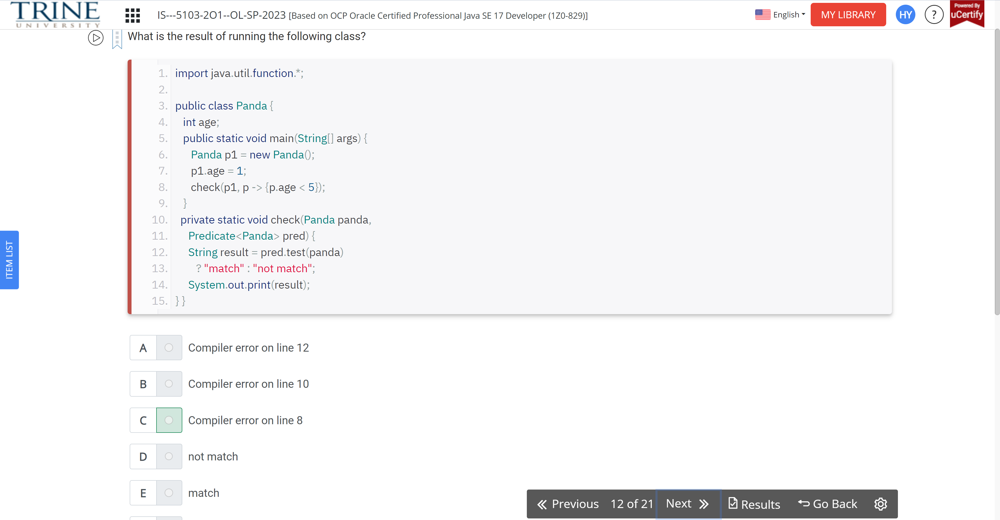 TRINE
UNIVERSITY
IS---5103-2O1--OL-SP-2023 [Based on OCP Oracle Certified Professional Java SE 17 Developer (1Z0-829)]
English
MY LIBRARY
HY
?
Powered By
uCertify
What is the result of running the following class?
1. import java.util.function.*;
2.
3. public class Panda {
4. int age;
5. public static void main(String[] args) {
6. Panda p1 = new Panda();
7. p1.age = 1;
8. check(p1, p -> {p.age < 5});
9. }
10. private static void check(Panda panda,
11. Predicate<Panda> pred) {
12. String result = pred.test(panda)
13. ? "match" : "not match";
14. System.out.print(result);
15. } }
ITEM LIST
A Compiler error on line 12
B Compiler error on line 10
C Compiler error on line 8
D not match
E match
Previous 12 of 21 Next Results Go Back